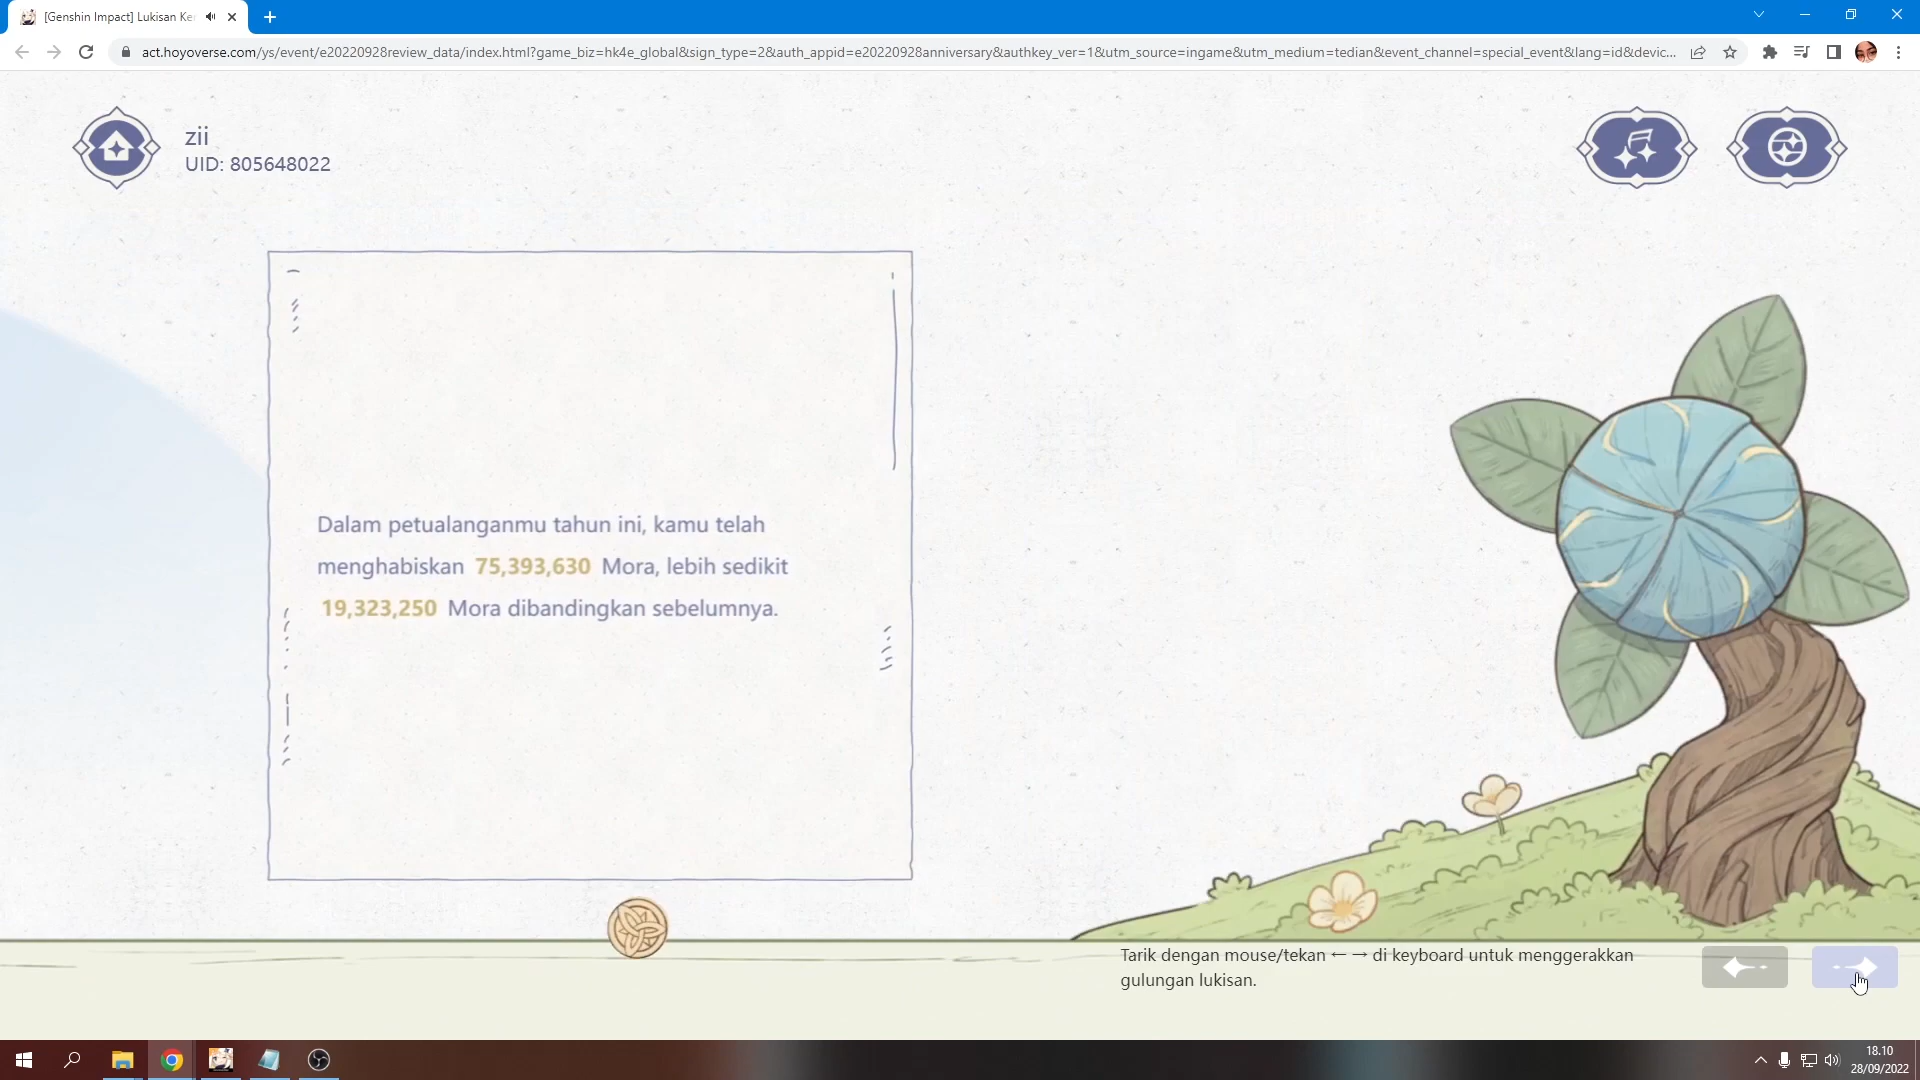 [Genshin Impact] Lukisan Ke
act.hoyoverse.com/ys/event/e20220928review_data/index.html?game_biz=hk4e_global&sign_type=2&auth_appid=e20220928anniversary&authkey_ver=1&utm_source=ingame&utm_medium=tedian&event_channel=special_event&lang=id&devic...
zii
UID: 805648022
Dalam petualanganmu tahun ini, kamu telah
menghabiskan 75,393,630 Mora, lebih sedikit
19,323,250 Mora dibandingkan sebelumnya.
Tarik dengan mouse/tekan ← → di keyboard untuk menggerakkan
gulungan lukisan.
18.10
28/09/2022